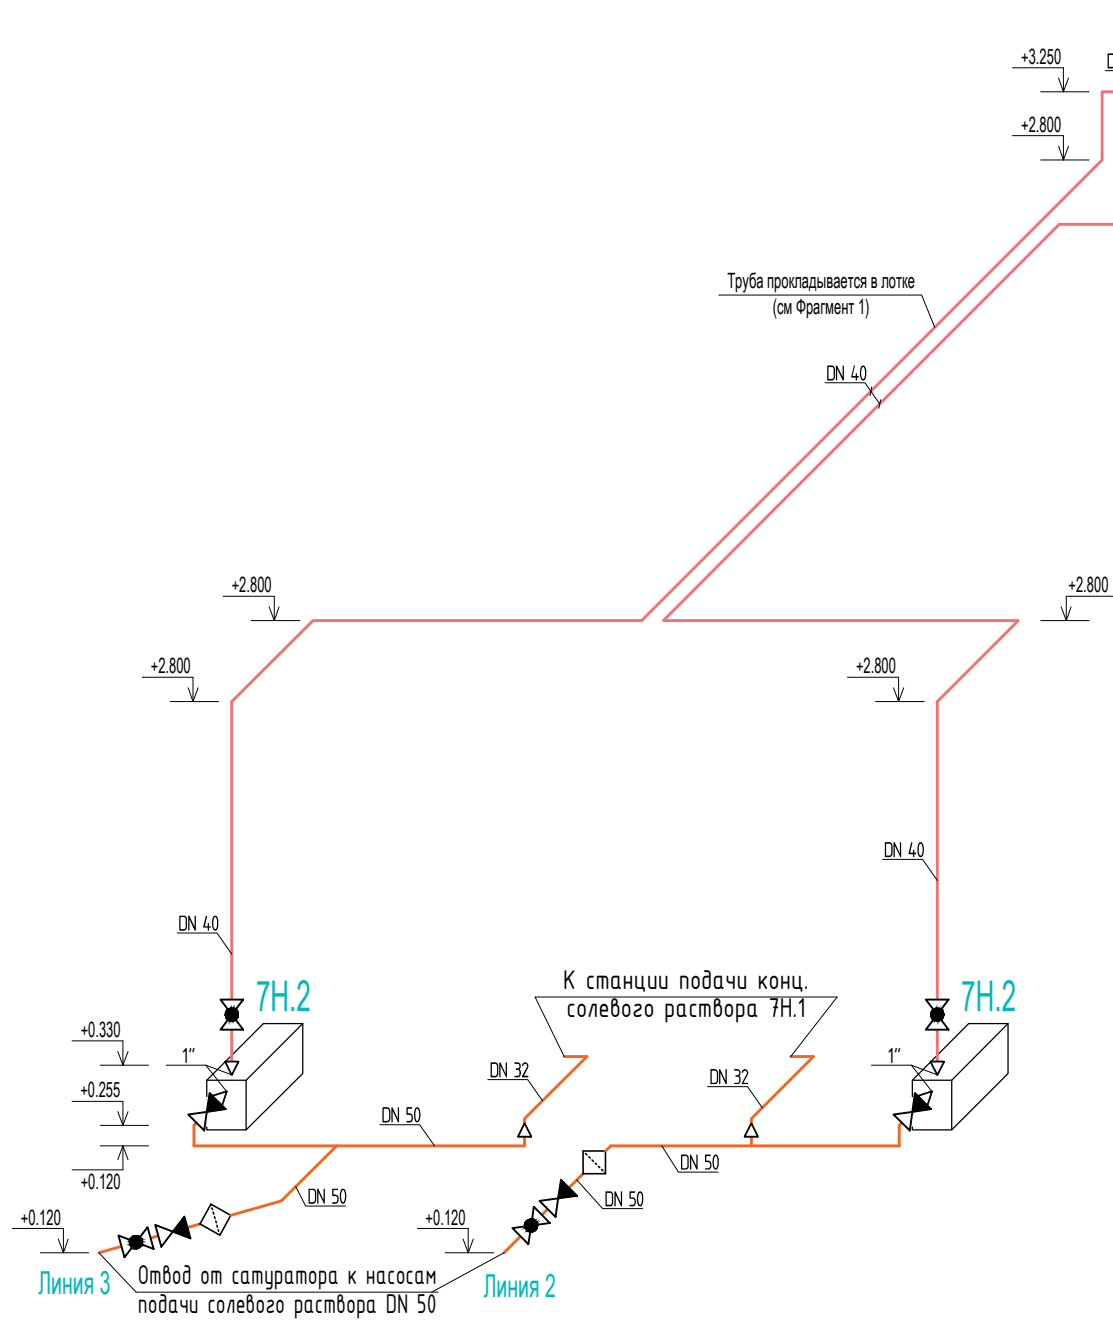 +3.250
D
+2.800
Труба прокладывается в лотке
(см Фрагмент 1)
DN 40
+2.800
+2.800
+2.800
+2.800
DN 40
DN 40
К станции подачи конц.
солевого раствора 7Н.1
7Н.2
7Н.2
+0.330
1"
1"
DN 32
DN 32
+0.255
DN 50
+0.120
DN 50
DN 50
DN 50
+0.120
+0.120
Линия 3
Отвод от сатуратора к насосам
подачи солевого раствора DN 50
Линия 2